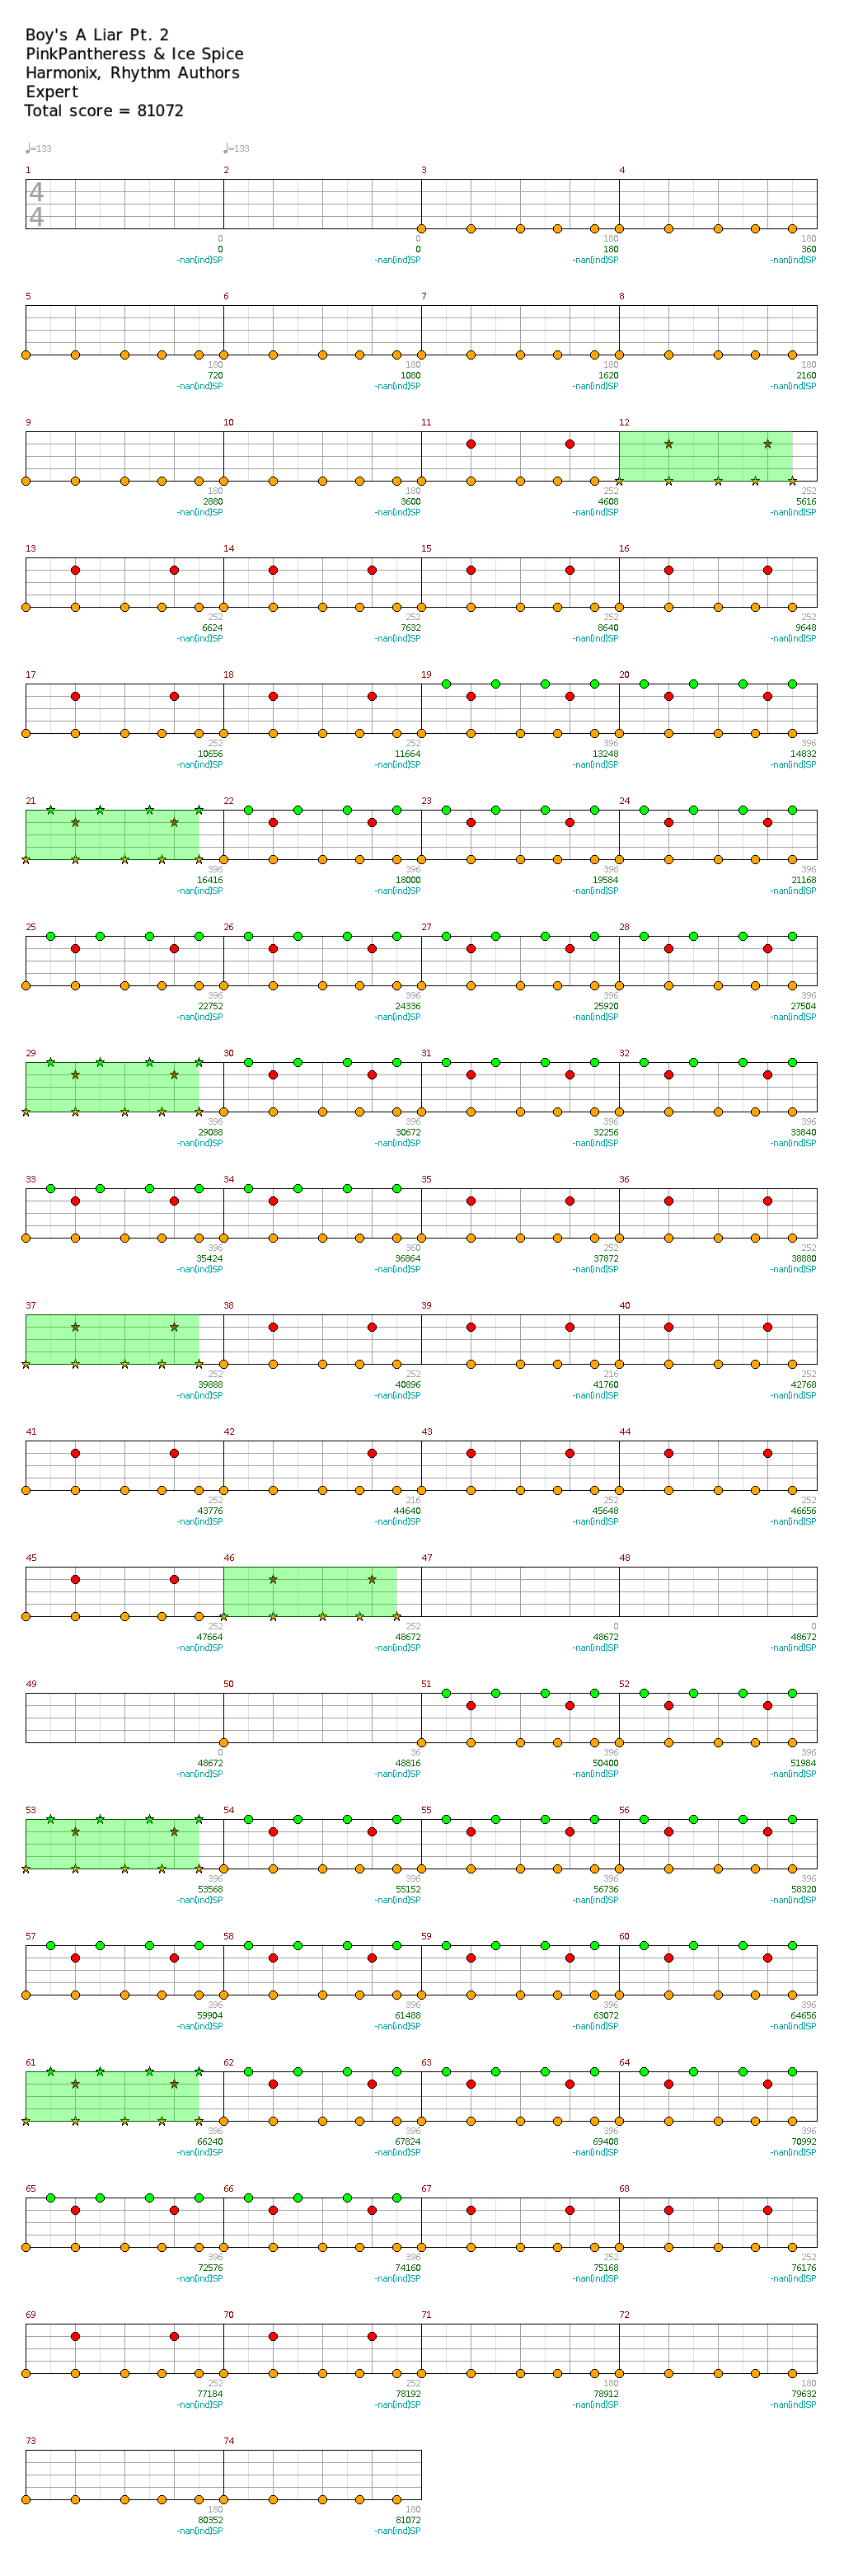 Boy's A Liar Pt. 2
PinkPantheress & Ice Spice
Harmonix, Rhythm Authors
Expert
Total score = 81072
♩=133 ♩=133
1 2 3 4
4
4
0 0 180 180
0 0 180 360
-nan(ind)SP -nan(ind)SP -nan(ind)SP -nan(ind)SP
5 6 7 8
180 180 180 180
720 1080 1620 2160
-nan(ind)SP -nan(ind)SP -nan(ind)SP -nan(ind)SP
9 10 11 12
180 180 252 252
2880 3600 4608 5616
-nan(ind)SP -nan(ind)SP -nan(ind)SP -nan(ind)SP
13 14 15 16
252 252 252 252
6624 7632 8640 9648
-nan(ind)SP -nan(ind)SP -nan(ind)SP -nan(ind)SP
17 18 19 20
252 252 396 396
10656 11664 13248 14832
-nan(ind)SP -nan(ind)SP -nan(ind)SP -nan(ind)SP
21 22 23 24
396 396 396 396
16416 18000 19584 21168
-nan(ind)SP -nan(ind)SP -nan(ind)SP -nan(ind)SP
25 26 27 28
396 396 396 396
22752 24336 25920 27504
-nan(ind)SP -nan(ind)SP -nan(ind)SP -nan(ind)SP
29 30 31 32
396 396 396 396
29088 30672 32256 33840
-nan(ind)SP -nan(ind)SP -nan(ind)SP -nan(ind)SP
33 34 35 36
396 360 252 252
35424 36864 37872 38880
-nan(ind)SP -nan(ind)SP -nan(ind)SP -nan(ind)SP
37 38 39 40
252 252 216 252
39888 40896 41760 42768
-nan(ind)SP -nan(ind)SP -nan(ind)SP -nan(ind)SP
41 42 43 44
252 216 252 252
43776 44640 45648 46656
-nan(ind)SP -nan(ind)SP -nan(ind)SP -nan(ind)SP
45 46 47 48
252 252 0 0
47664 48672 48672 48672
-nan(ind)SP -nan(ind)SP -nan(ind)SP -nan(ind)SP
49 50 51 52
0 36 396 396
48672 48816 50400 51984
-nan(ind)SP -nan(ind)SP -nan(ind)SP -nan(ind)SP
53 54 55 56
396 396 396 396
53568 55152 56736 58320
-nan(ind)SP -nan(ind)SP -nan(ind)SP -nan(ind)SP
57 58 59 60
396 396 396 396
59904 61488 63072 64656
-nan(ind)SP -nan(ind)SP -nan(ind)SP -nan(ind)SP
61 62 63 64
396 396 396 396
66240 67824 69408 70992
-nan(ind)SP -nan(ind)SP -nan(ind)SP -nan(ind)SP
65 66 67 68
396 396 252 252
72576 74160 75168 76176
-nan(ind)SP -nan(ind)SP -nan(ind)SP -nan(ind)SP
69 70 71 72
252 252 180 180
77184 78192 78912 79632
-nan(ind)SP -nan(ind)SP -nan(ind)SP -nan(ind)SP
73 74
180 180
80352 81072
-nan(ind)SP -nan(ind)SP